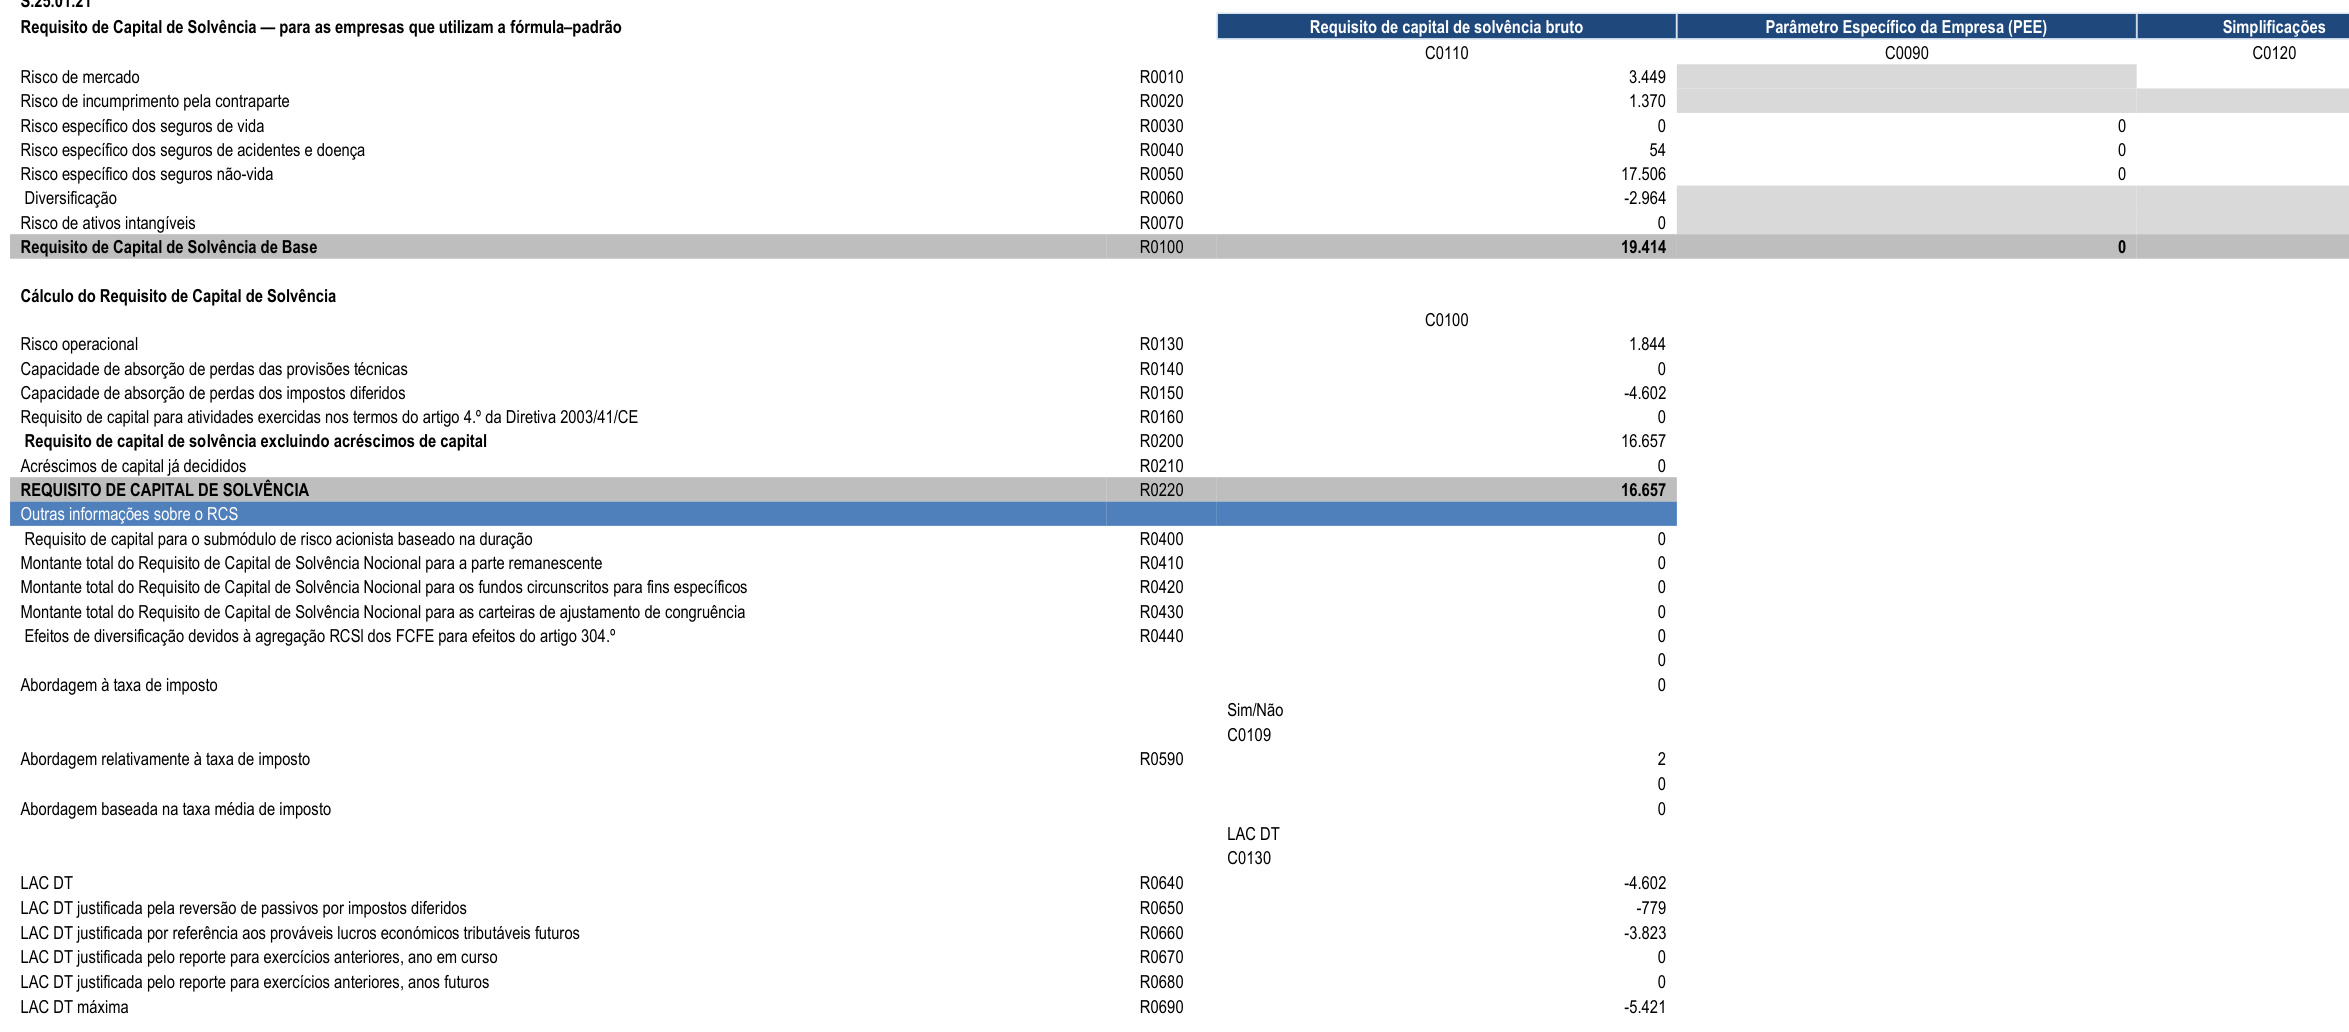 S.25.01.21
Requisito de Capital de Solvência — para as empresas que utilizam a fórmula–padrão Requisito de capital de solvência bruto Parâmetro Específico da Empresa (PEE) Simplificações
C0110 C0090 C0120
Risco de mercado R0010 3.449
Risco de incumprimento pela contraparte R0020 1.370
Risco específico dos seguros de vida R0030 0 0
Risco específico dos seguros de acidentes e doença R0040 54 0
Risco específico dos seguros não-vida R0050 17.506 0
Diversificação R0060 -2.964
Risco de ativos intangíveis R0070 0
Requisito de Capital de Solvência de Base R0100 19.414 0
Cálculo do Requisito de Capital de Solvência
C0100
Risco operacional R0130 1.844
Capacidade de absorção de perdas das provisões técnicas R0140 0
Capacidade de absorção de perdas dos impostos diferidos R0150 -4.602
Requisito de capital para atividades exercidas nos termos do artigo 4.º da Diretiva 2003/41/CE R0160 0
Requisito de capital de solvência excluindo acréscimos de capital R0200 16.657
Acréscimos de capital já decididos R0210 0
REQUISITO DE CAPITAL DE SOLVÊNCIA R0220 16.657
Outras informações sobre o RCS
Requisito de capital para o submódulo de risco acionista baseado na duração R0400 0
Montante total do Requisito de Capital de Solvência Nocional para a parte remanescente R0410 0
Montante total do Requisito de Capital de Solvência Nocional para os fundos circunscritos para fins específicos R0420 0
Montante total do Requisito de Capital de Solvência Nocional para as carteiras de ajustamento de congruência R0430 0
Efeitos de diversificação devidos à agregação RCSl dos FCFE para efeitos do artigo 304.º R0440 0
0
Abordagem à taxa de imposto 0
Sim/Não
C0109
Abordagem relativamente à taxa de imposto R0590 2
0
Abordagem baseada na taxa média de imposto 0
LAC DT
C0130
LAC DT R0640 -4.602
LAC DT justificada pela reversão de passivos por impostos diferidos R0650 -779
LAC DT justificada por referência aos prováveis lucros económicos tributáveis futuros R0660 -3.823
LAC DT justificada pelo reporte para exercícios anteriores, ano em curso R0670 0
LAC DT justificada pelo reporte para exercícios anteriores, anos futuros R0680 0
LAC DT máxima R0690 -5.421